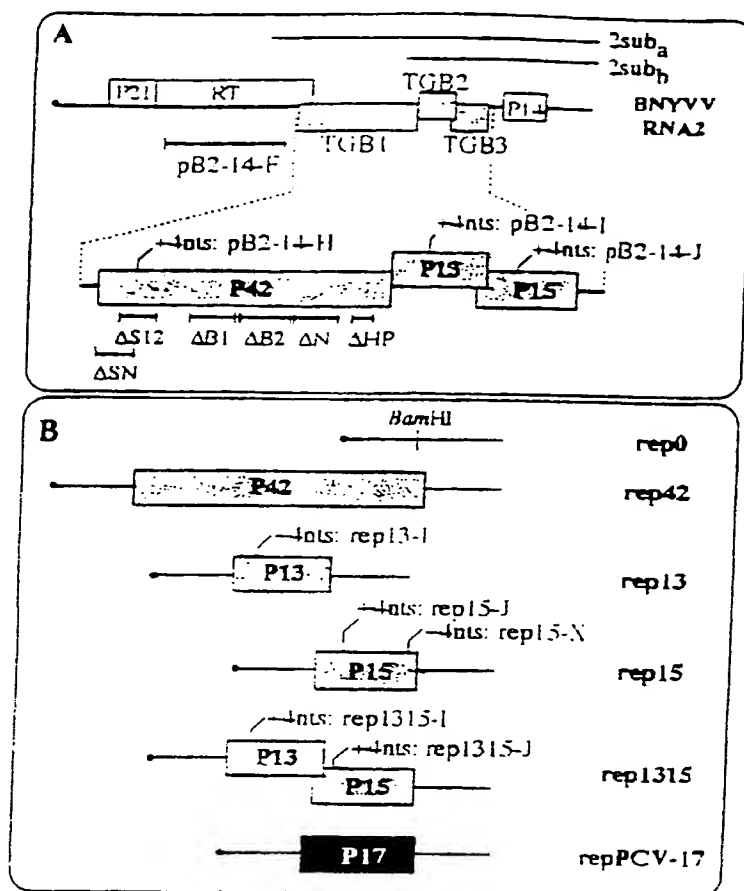 A
2sub_a
2sub_b
TGB2
P21 RT P14 BNYVV
RNA2
TGB1 TGB3
pB2-14-F
+4nts: pB2-14-I
+4nts: pB2-14-H +4nts: pB2-14-J
P42 P13 P15
ΔS12 ΔB1 ΔB2 ΔN ΔHP
ΔSN
B
BamHI
rep0
P42 rep42
+4nts: rep13-I
P13 rep13
+4nts: rep15-J
+4nts: rep15-X
P15 rep15
+4nts: rep1315-I
P13 +4nts: rep1315-J
P15 rep1315
P17 repPCV-17